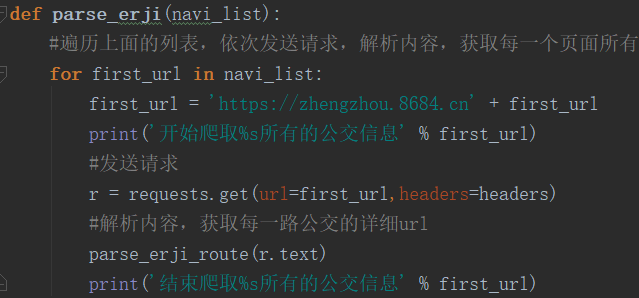 def parse_erji(navi_list):
    #遍历上面的列表，依次发送请求，解析内容，获取每一个页面所有
    for first_url in navi_list:
        first_url = 'https://zhengzhou.8684.cn' + first_url
        print('开始爬取%s所有的公交信息' % first_url)
        #发送请求
        r = requests.get(url=first_url,headers=headers)
        #解析内容，获取每一路公交的详细url
        parse_erji_route(r.text)
        print('结束爬取%s所有的公交信息' % first_url)